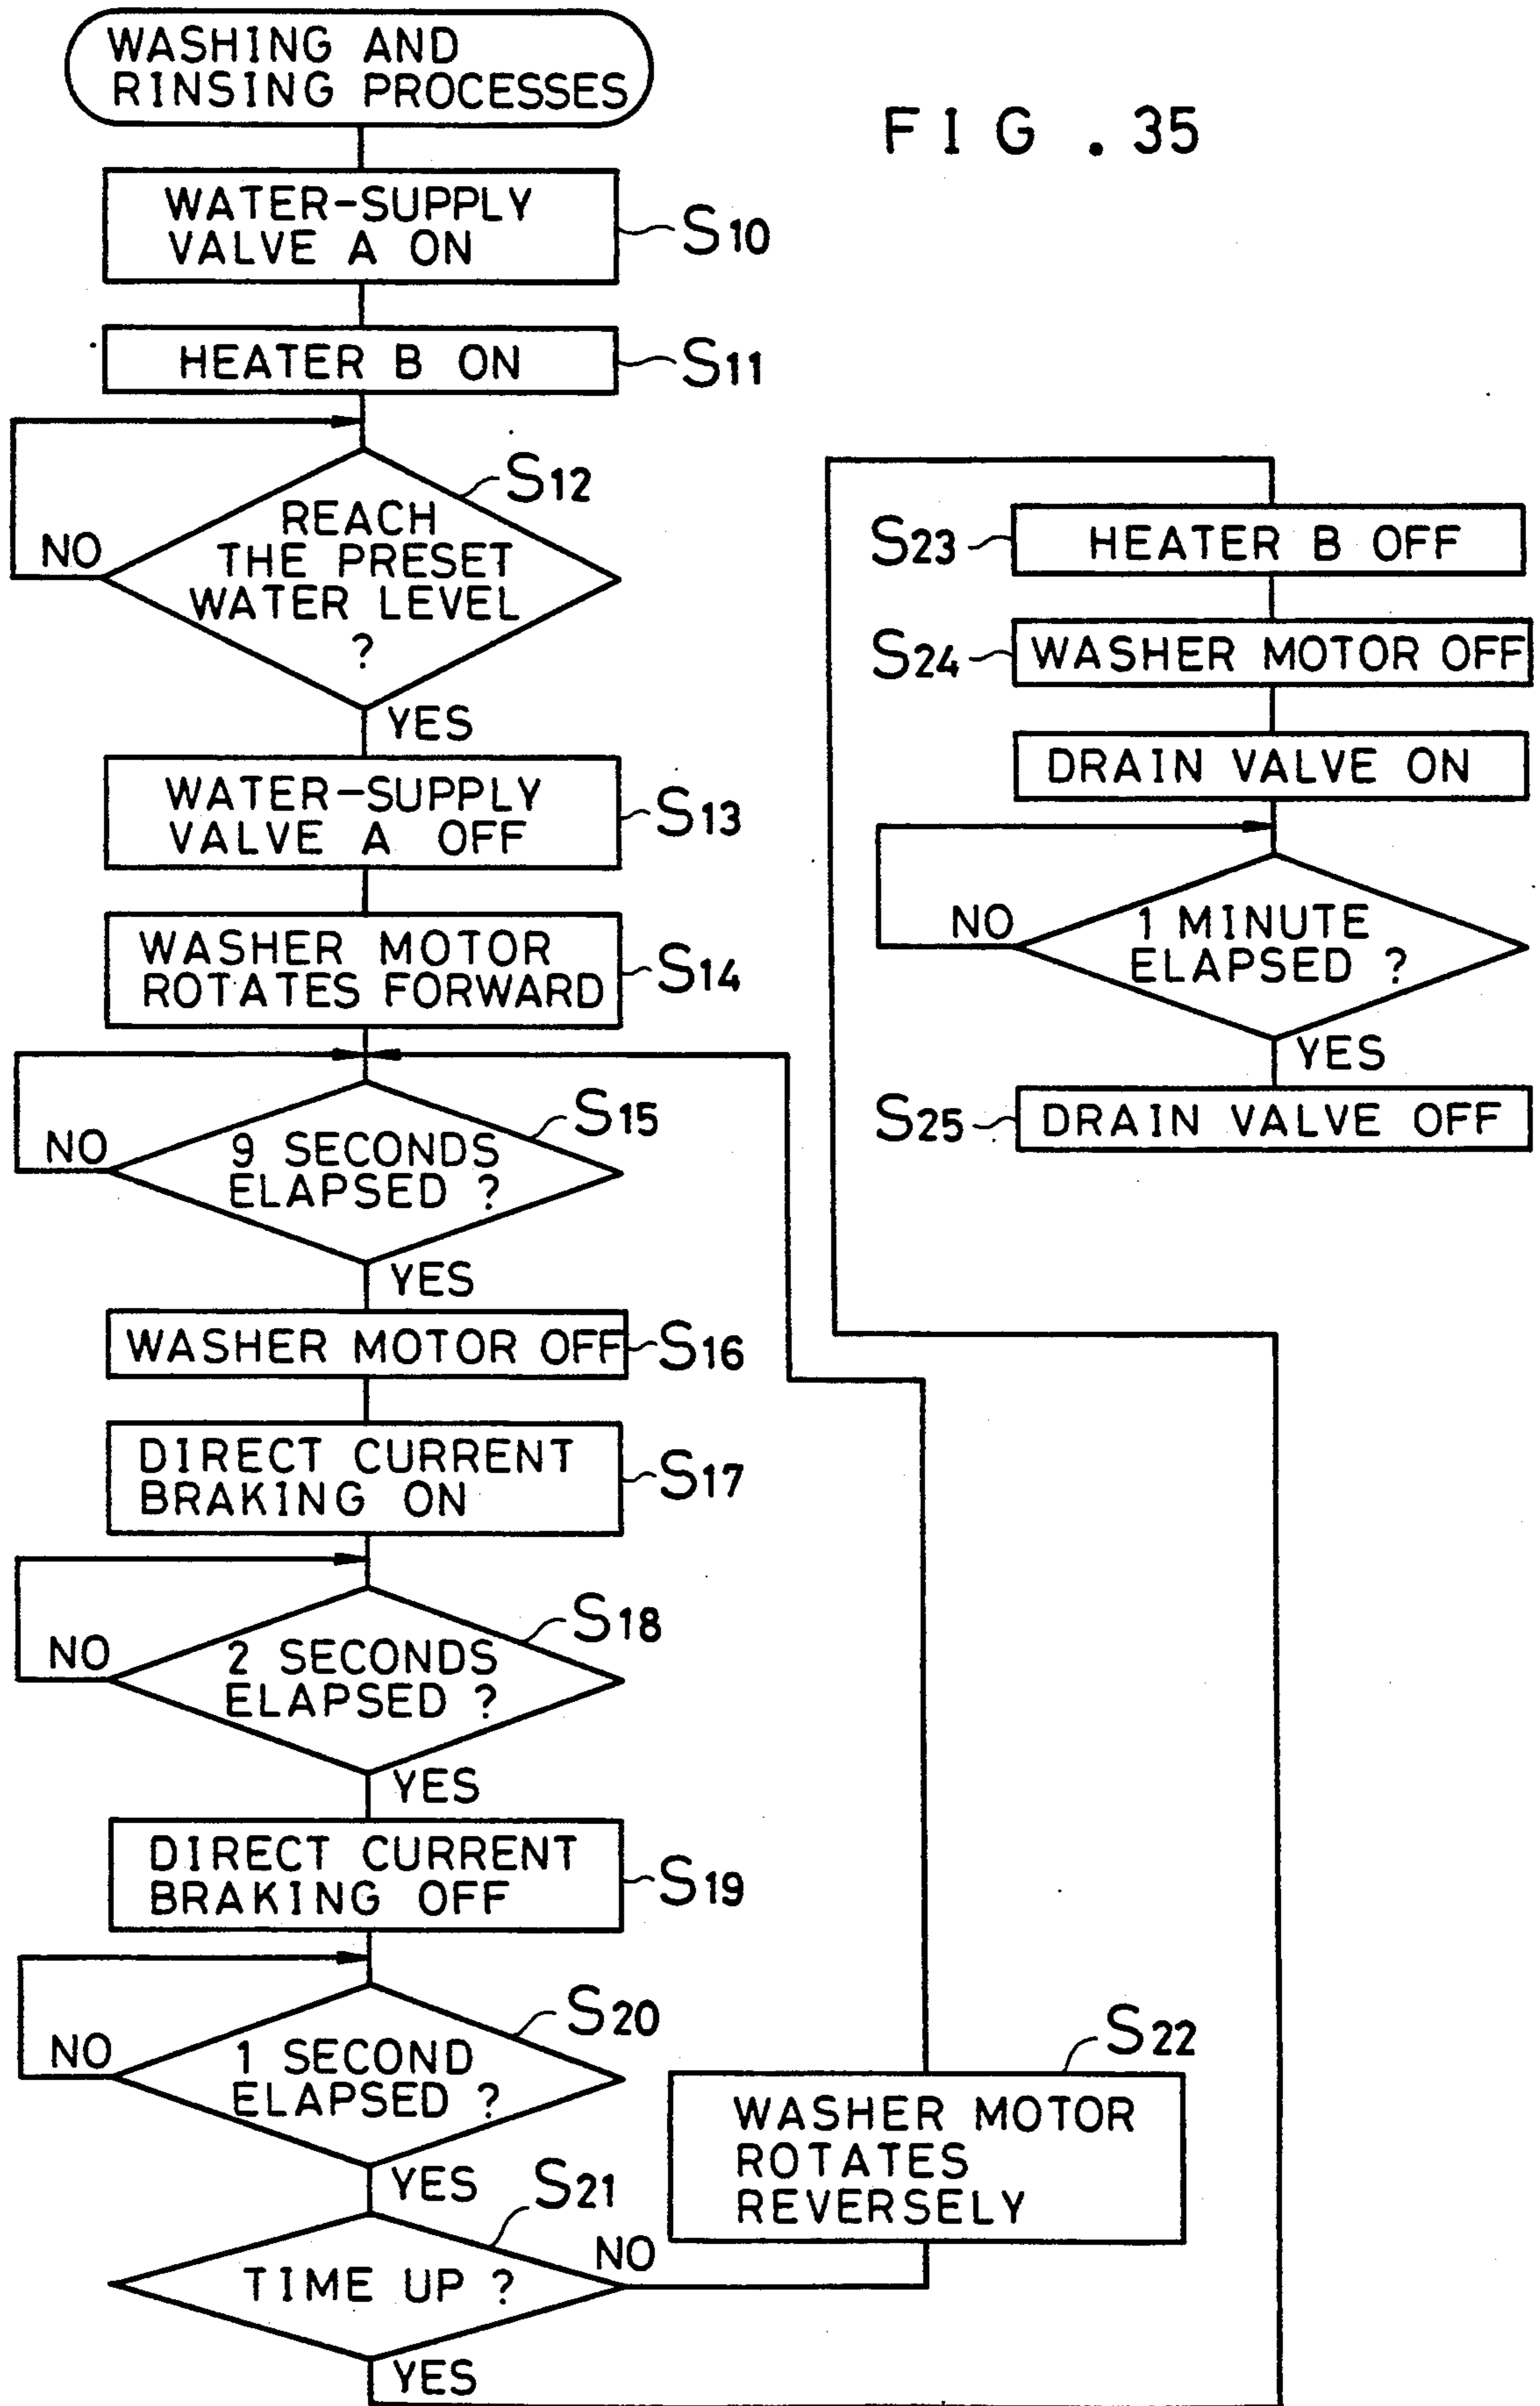 WASHING AND
RINSING PROCESSES
FIG.35
WATER-SUPPLY
VALVE A ON
S10
HEATER B ON
S11
S12
REACH
THE PRESET
WATER LEVEL
?
NO
YES
WATER-SUPPLY
VALVE A OFF
S13
WASHER MOTOR
ROTATES FORWARD
S14
S15
9 SECONDS
ELAPSED ?
NO
YES
WASHER MOTOR OFF
S16
DIRECT CURRENT
BRAKING ON
S17
S18
2 SECONDS
ELAPSED ?
NO
YES
DIRECT CURRENT
BRAKING OFF
S19
S20
1 SECOND
ELAPSED ?
NO
YES
S21
TIME UP ?
NO
YES
S22
WASHER MOTOR
ROTATES
REVERSELY
S23
HEATER B OFF
S24
WASHER MOTOR OFF
DRAIN VALVE ON
1 MINUTE
ELAPSED ?
NO
YES
S25
DRAIN VALVE OFF